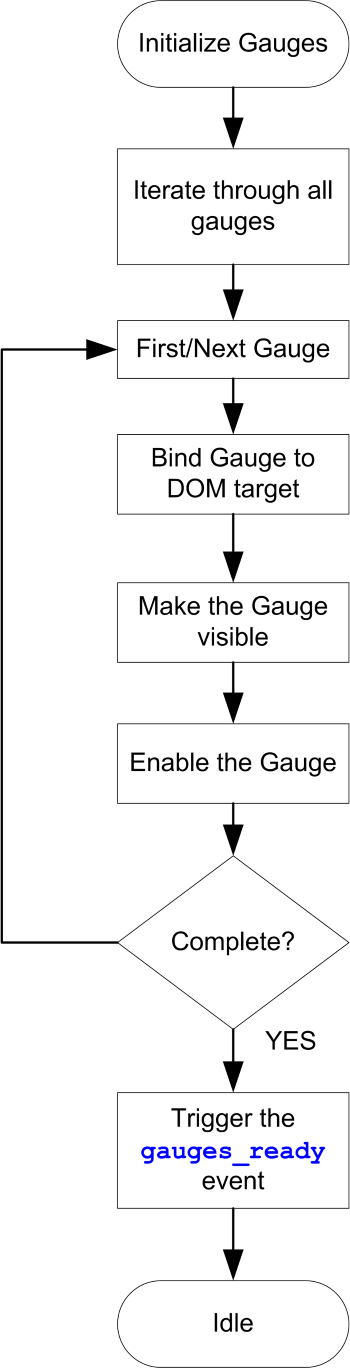 Initialize Gauges
Iterate through all
gauges
First/Next Gauge
Bind Gauge to
DOM target
Make the Gauge
visible
Enable the Gauge
Complete?
YES
Trigger the
gauges_ready
event
Idle